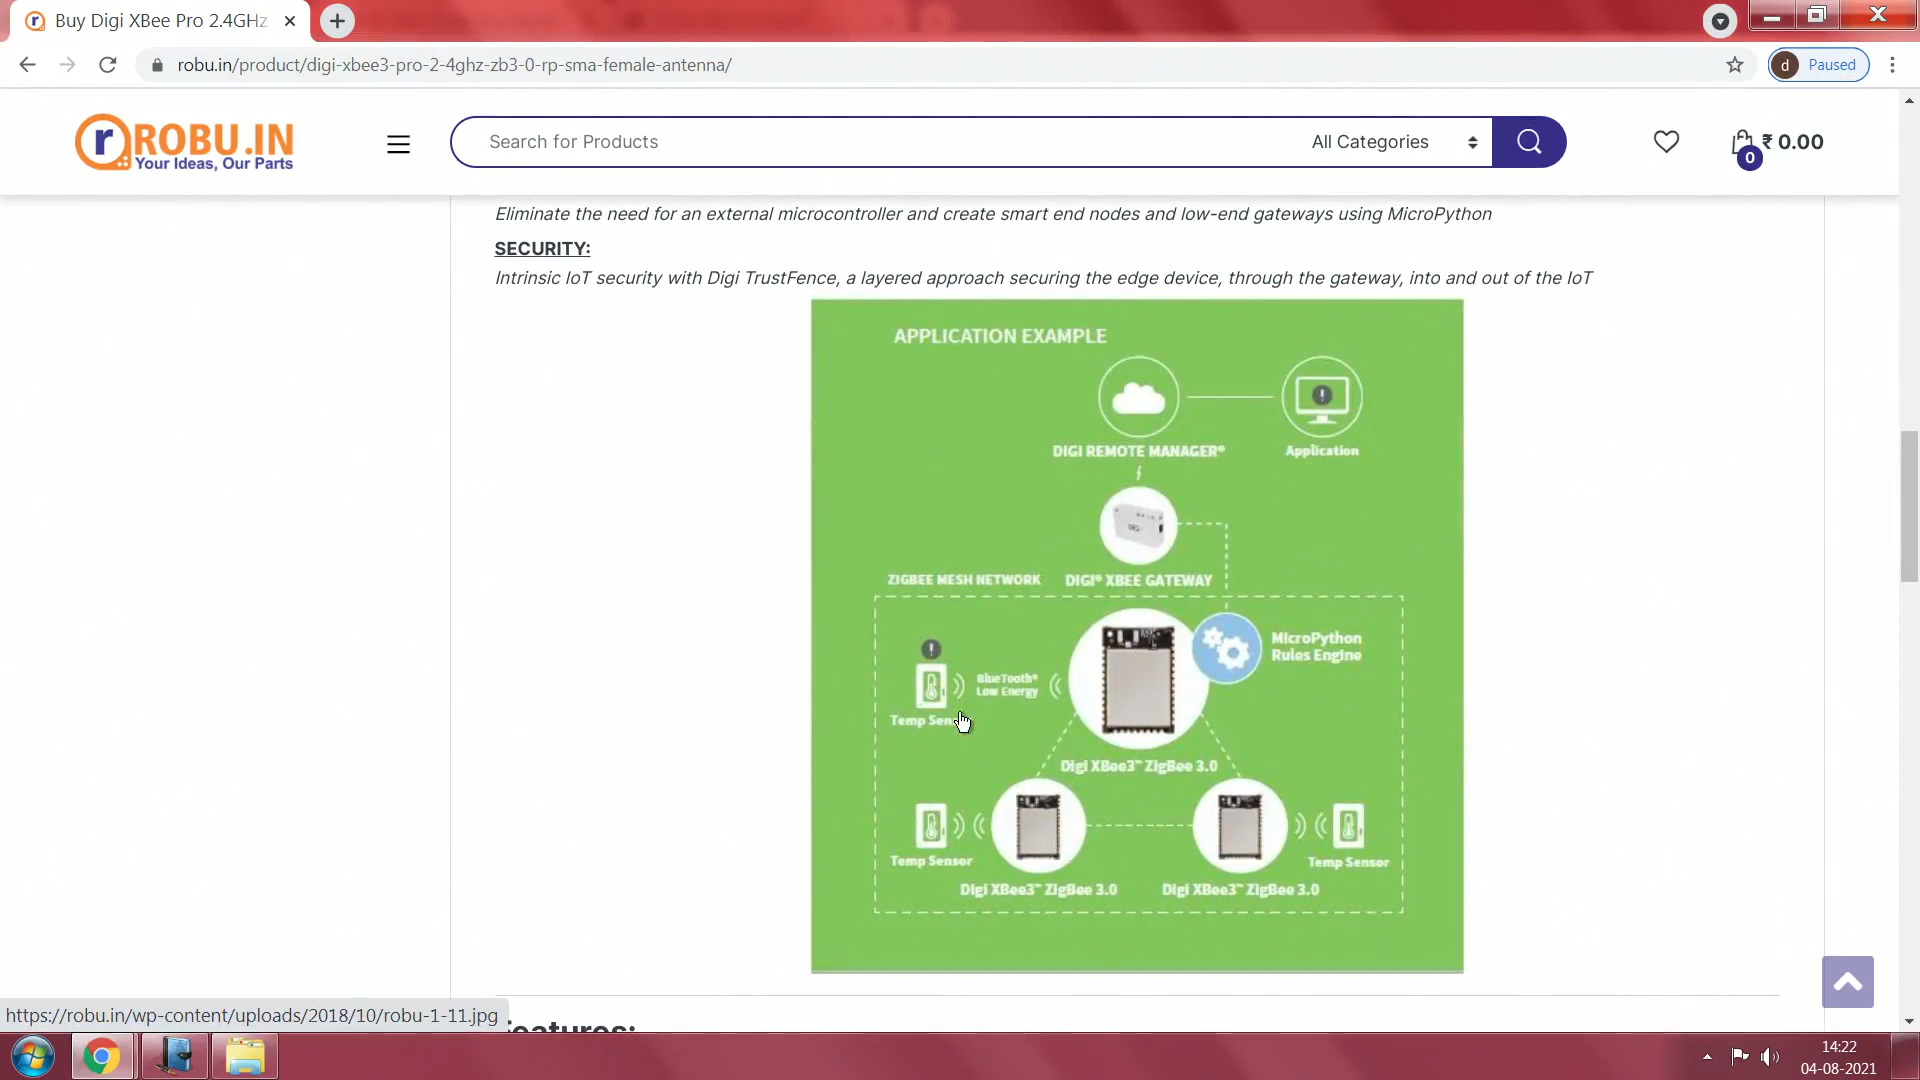 Buy Digi XBee Pro 2.4GHz
robu.in/product/digi-xbee3-pro-2-4ghz-zb3-0-rp-sma-female-antenna/
d Paused
r ROBU.IN
Your Ideas, Our Parts
Search for Products
All Categories
0
₹ 0.00
Eliminate the need for an external microcontroller and create smart end nodes and low-end gateways using MicroPython
SECURITY:
Intrinsic IoT security with Digi TrustFence, a layered approach securing the edge device, through the gateway, into and out of the IoT
APPLICATION EXAMPLE
DIGI REMOTE MANAGER®
Application
DIGI
ZIGBEE MESH NETWORK
DIGI® XBEE GATEWAY
MicroPython
Rules Engine
BlueTooth®
Low Energy
Temp Sen
Digi XBee3™ ZigBee 3.0
Temp Sensor
Temp Sensor
Digi XBee3™ ZigBee 3.0
Digi XBee3™ ZigBee 3.0
https://robu.in/wp-content/uploads/2018/10/robu-1-11.jpg
Features:
14:22
04-08-2021